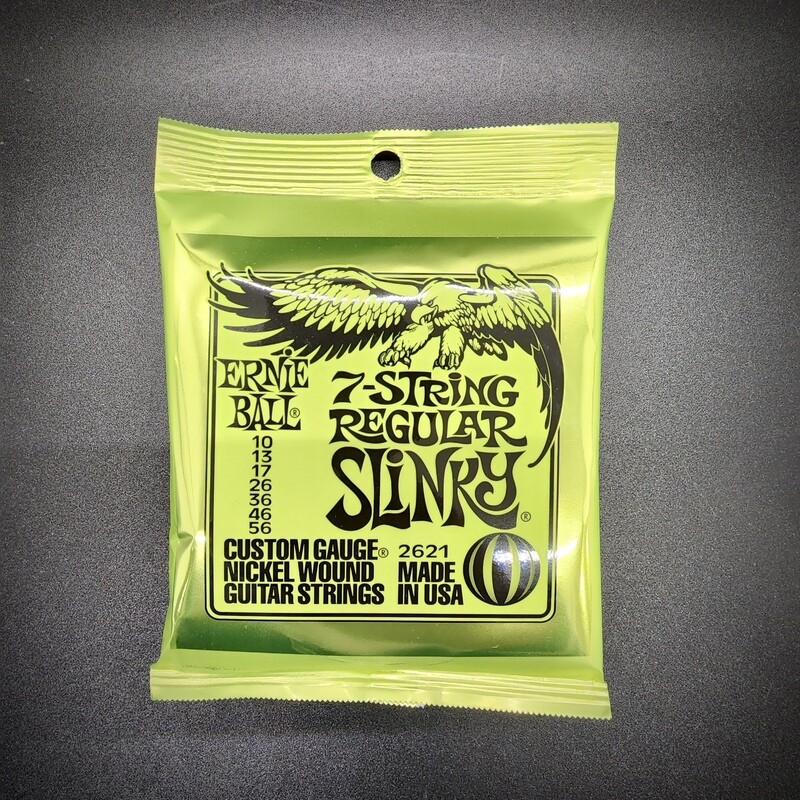 ERNiE
BALL®
7-STRING
REGULAR
SLiNKY®
10
13
17
26
36
46
56
CUSTOM GAUGE® 2621
NICKEL WOUND MADE
GUITAR STRINGS IN USA